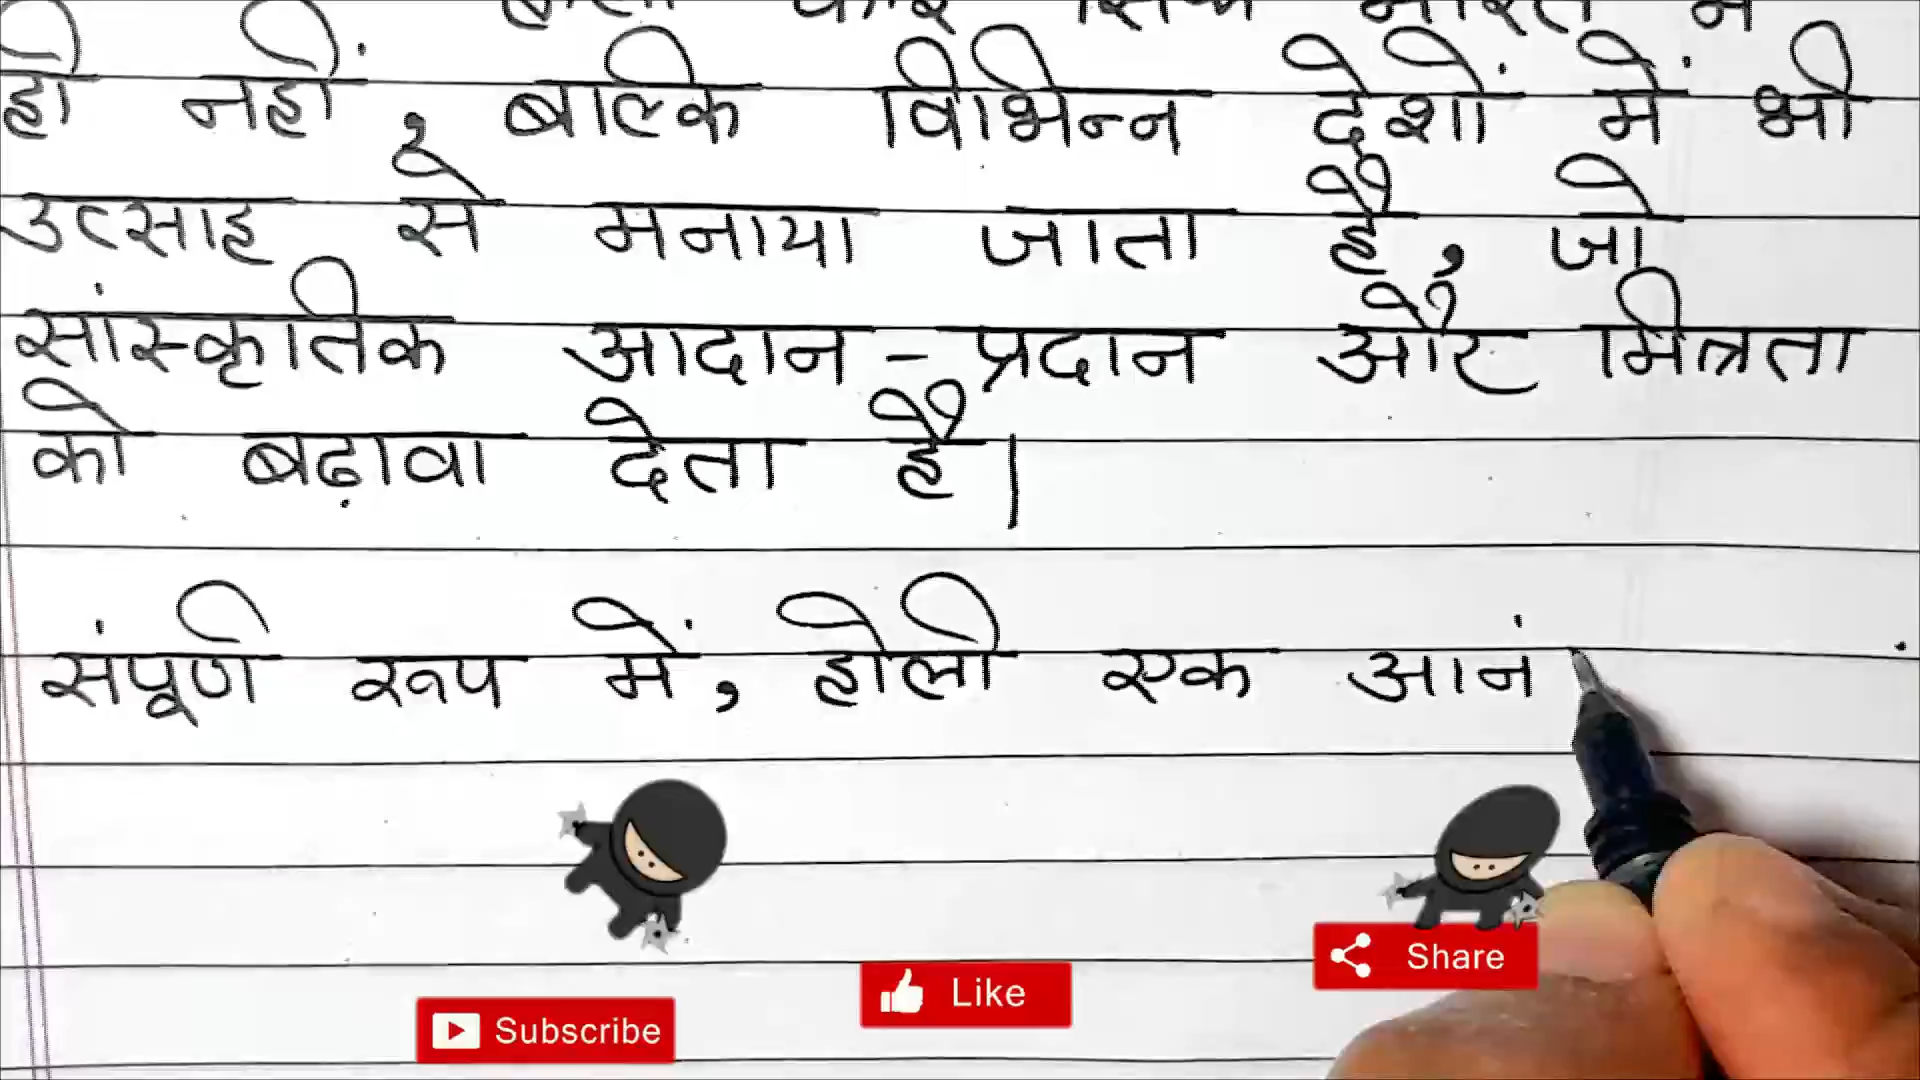 ही नहीं, बल्कि विभिन्न देशों में भी
उत्साह से मनाया जाता है, जो
सांस्कृतिक आदान-प्रदान और मित्रता
को बढ़ावा देता है।
संपूर्ण रूप में, होली एक आनं
Share
Like
Subscribe